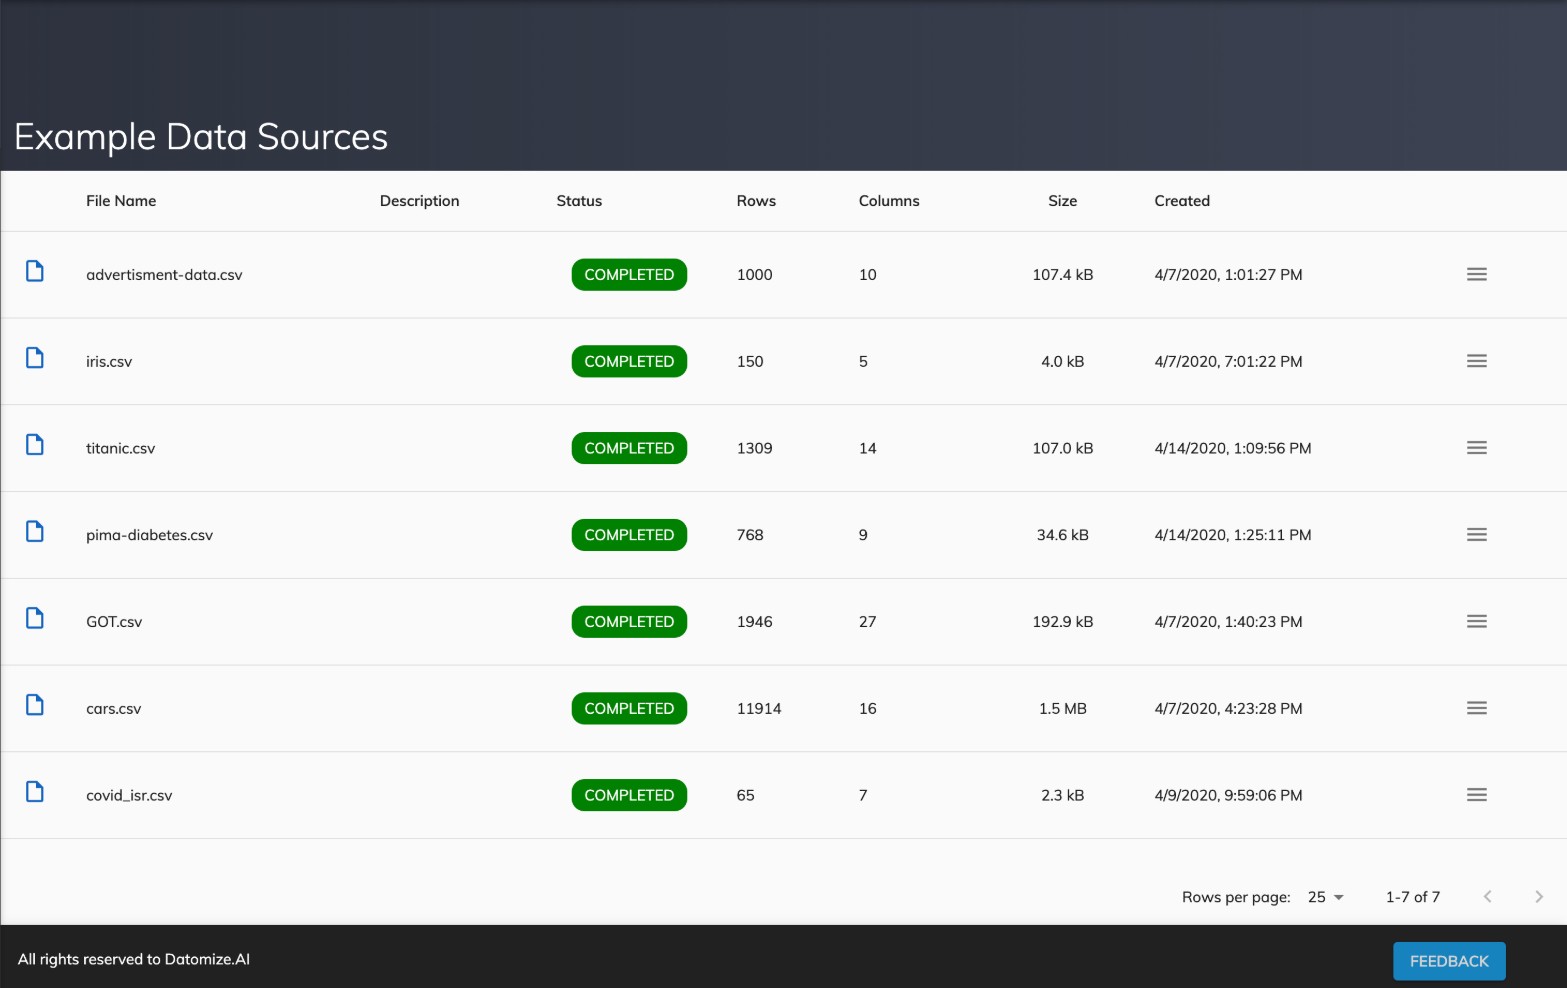 Example Data Sources
File Name Description Status Rows Columns Size Created
advertisment-data.csv COMPLETED 1000 10 107.4 kB 4/7/2020, 1:01:27 PM
iris.csv COMPLETED 150 5 4.0 kB 4/7/2020, 7:01:22 PM
titanic.csv COMPLETED 1309 14 107.0 kB 4/14/2020, 1:09:56 PM
pima-diabetes.csv COMPLETED 768 9 34.6 kB 4/14/2020, 1:25:11 PM
GOT.csv COMPLETED 1946 27 192.9 kB 4/7/2020, 1:40:23 PM
cars.csv COMPLETED 11914 16 1.5 MB 4/7/2020, 4:23:28 PM
covid_isr.csv COMPLETED 65 7 2.3 kB 4/9/2020, 9:59:06 PM
Rows per page: 25 1-7 of 7
All rights reserved to Datomize.AI FEEDBACK